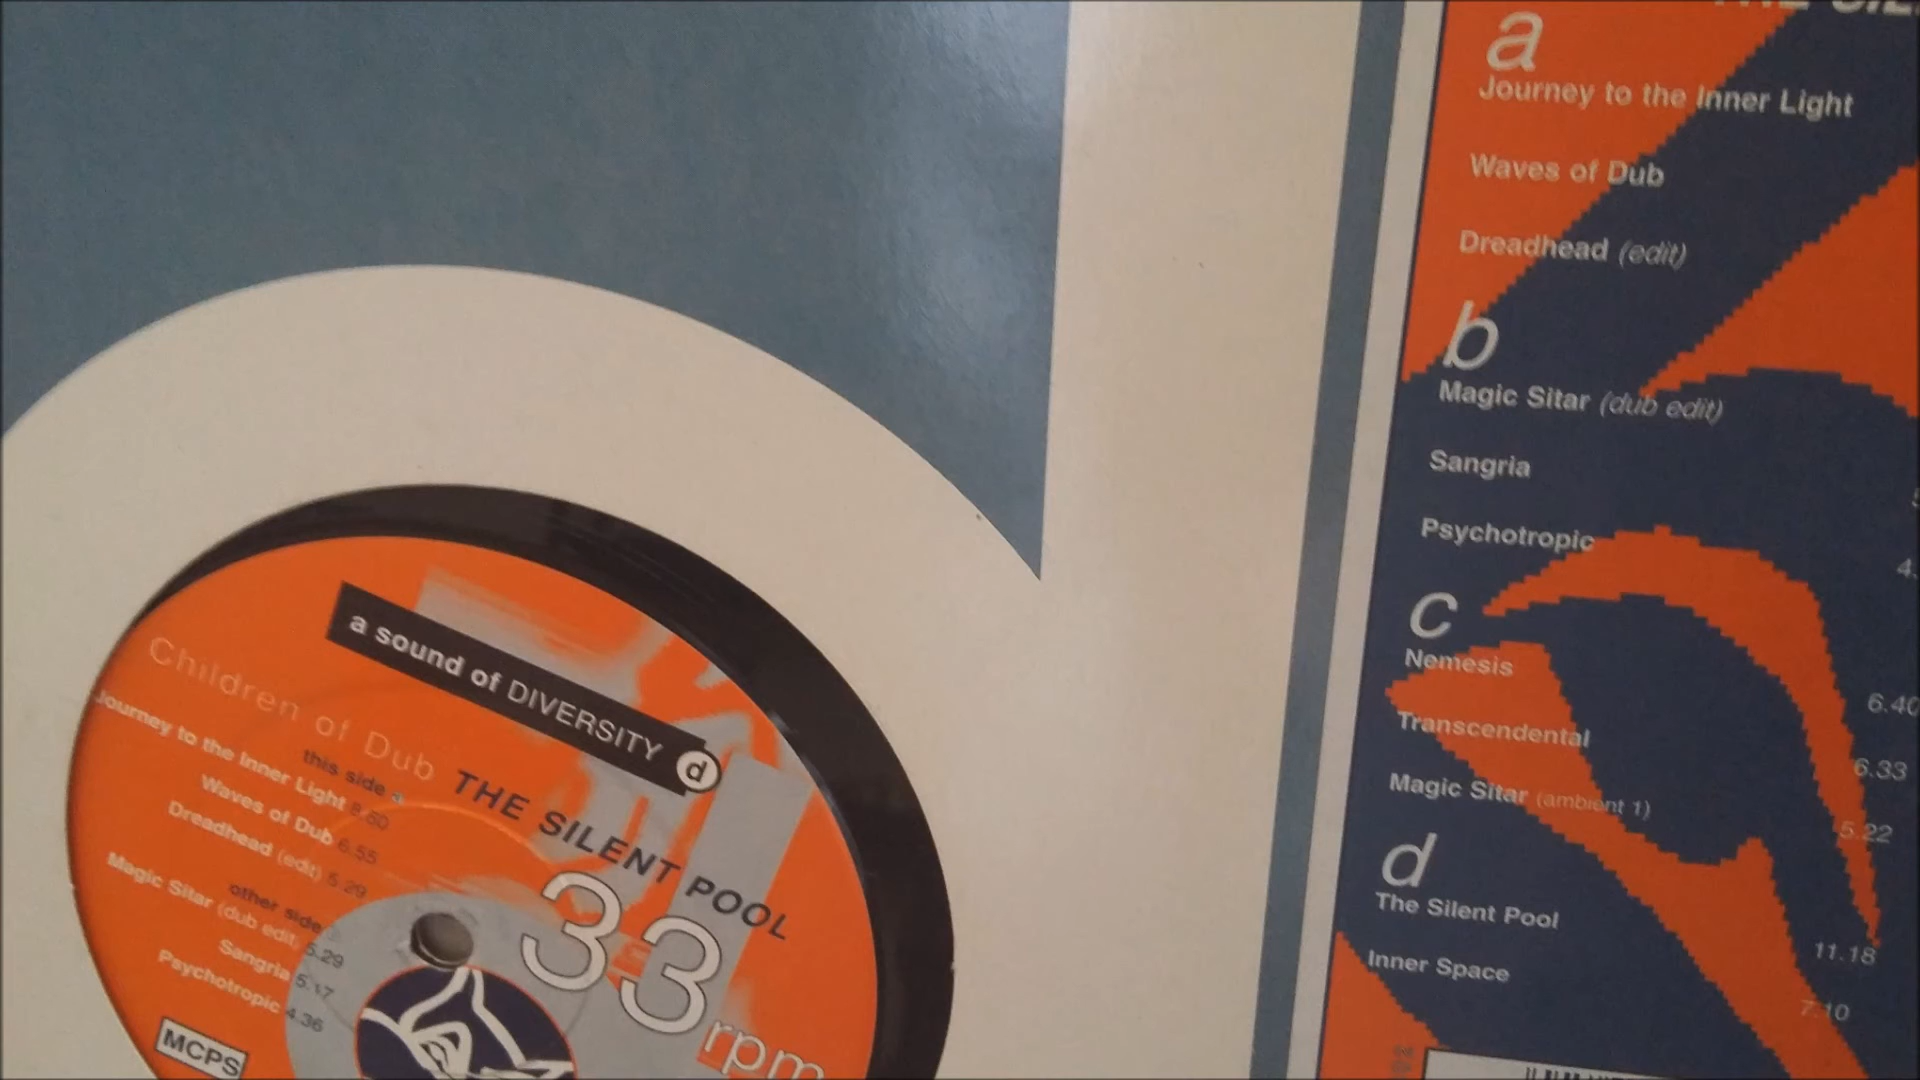 a sound of DIVERSITY d
Children of Dub THE SILENT POOL
this side
Journey to the Inner Light
Waves of Dub 6.55
Dreadhead (edit) 5.29
other side
Magic Sitar (dub edit) 5.29
Sangria 5.17
Psychotropic 4.36
33 rpm
MCPS
a
Journey to the Inner Light
Waves of Dub
Dreadhead (edit)
b
Magic Sitar (dub edit)
Sangria
Psychotropic
c
Nemesis 6.40
Transcendental 6.33
Magic Sitar (ambient 1) 5.22
d
The Silent Pool 11.18
Inner Space 7.10